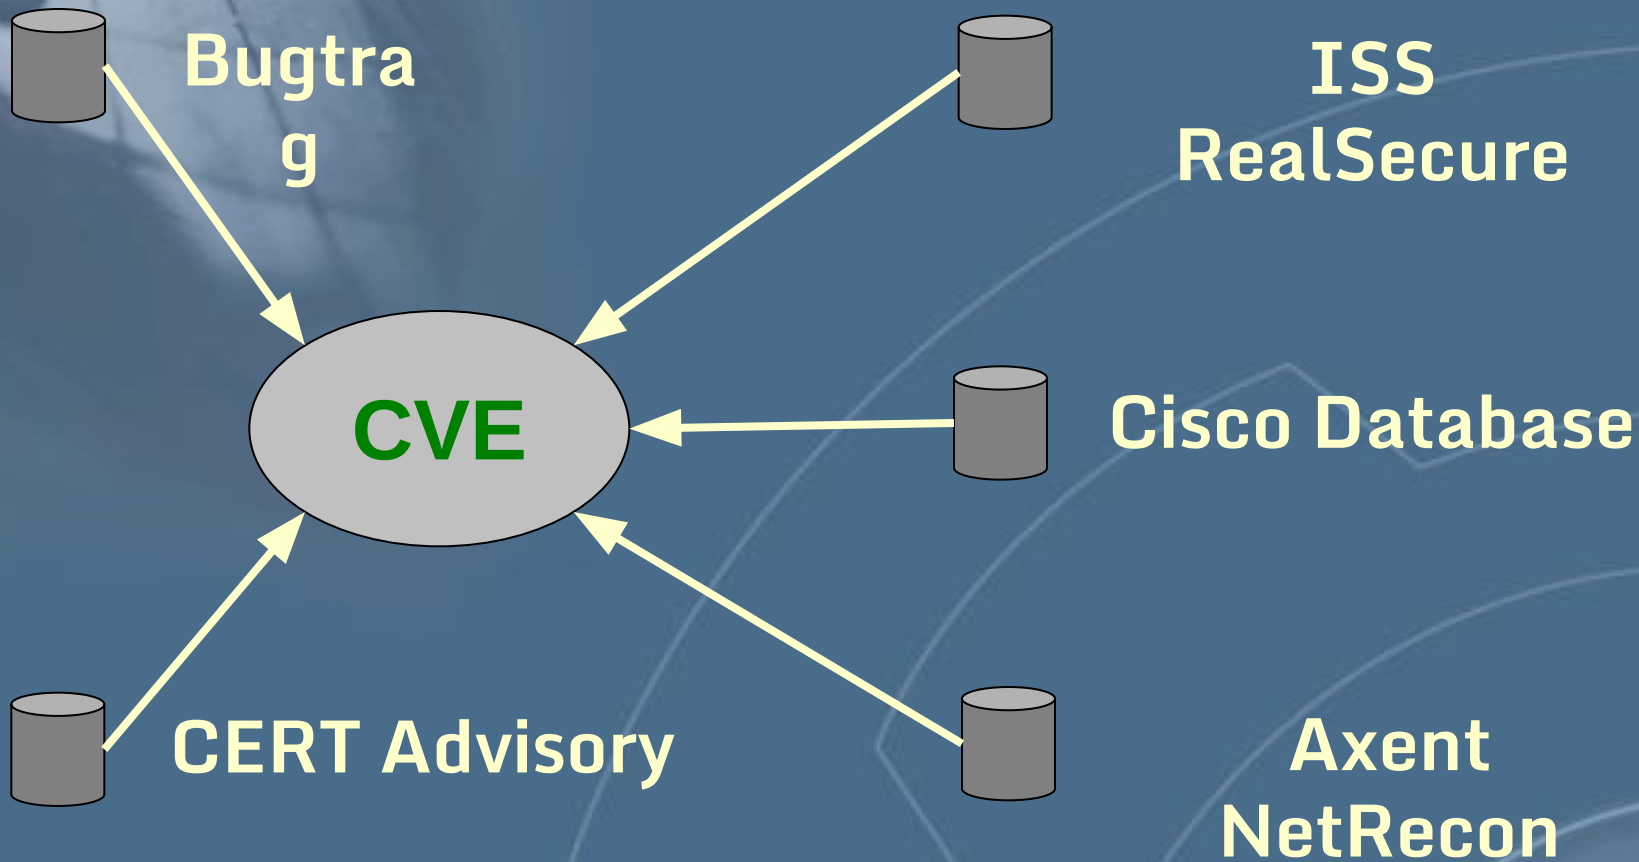 Bugtra
g
ISS
RealSecure
CVE
Cisco Database
CERT Advisory
Axent
NetRecon